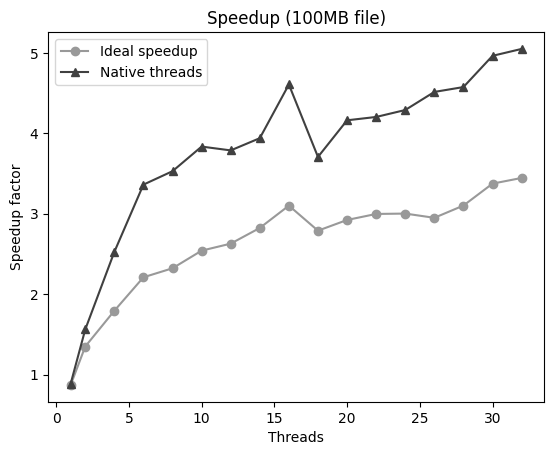 Speedup (100MB file)
Ideal speedup
Native threads
Speedup factor
5
4
3
2
1
0 5 10 15 20 25 30
Threads